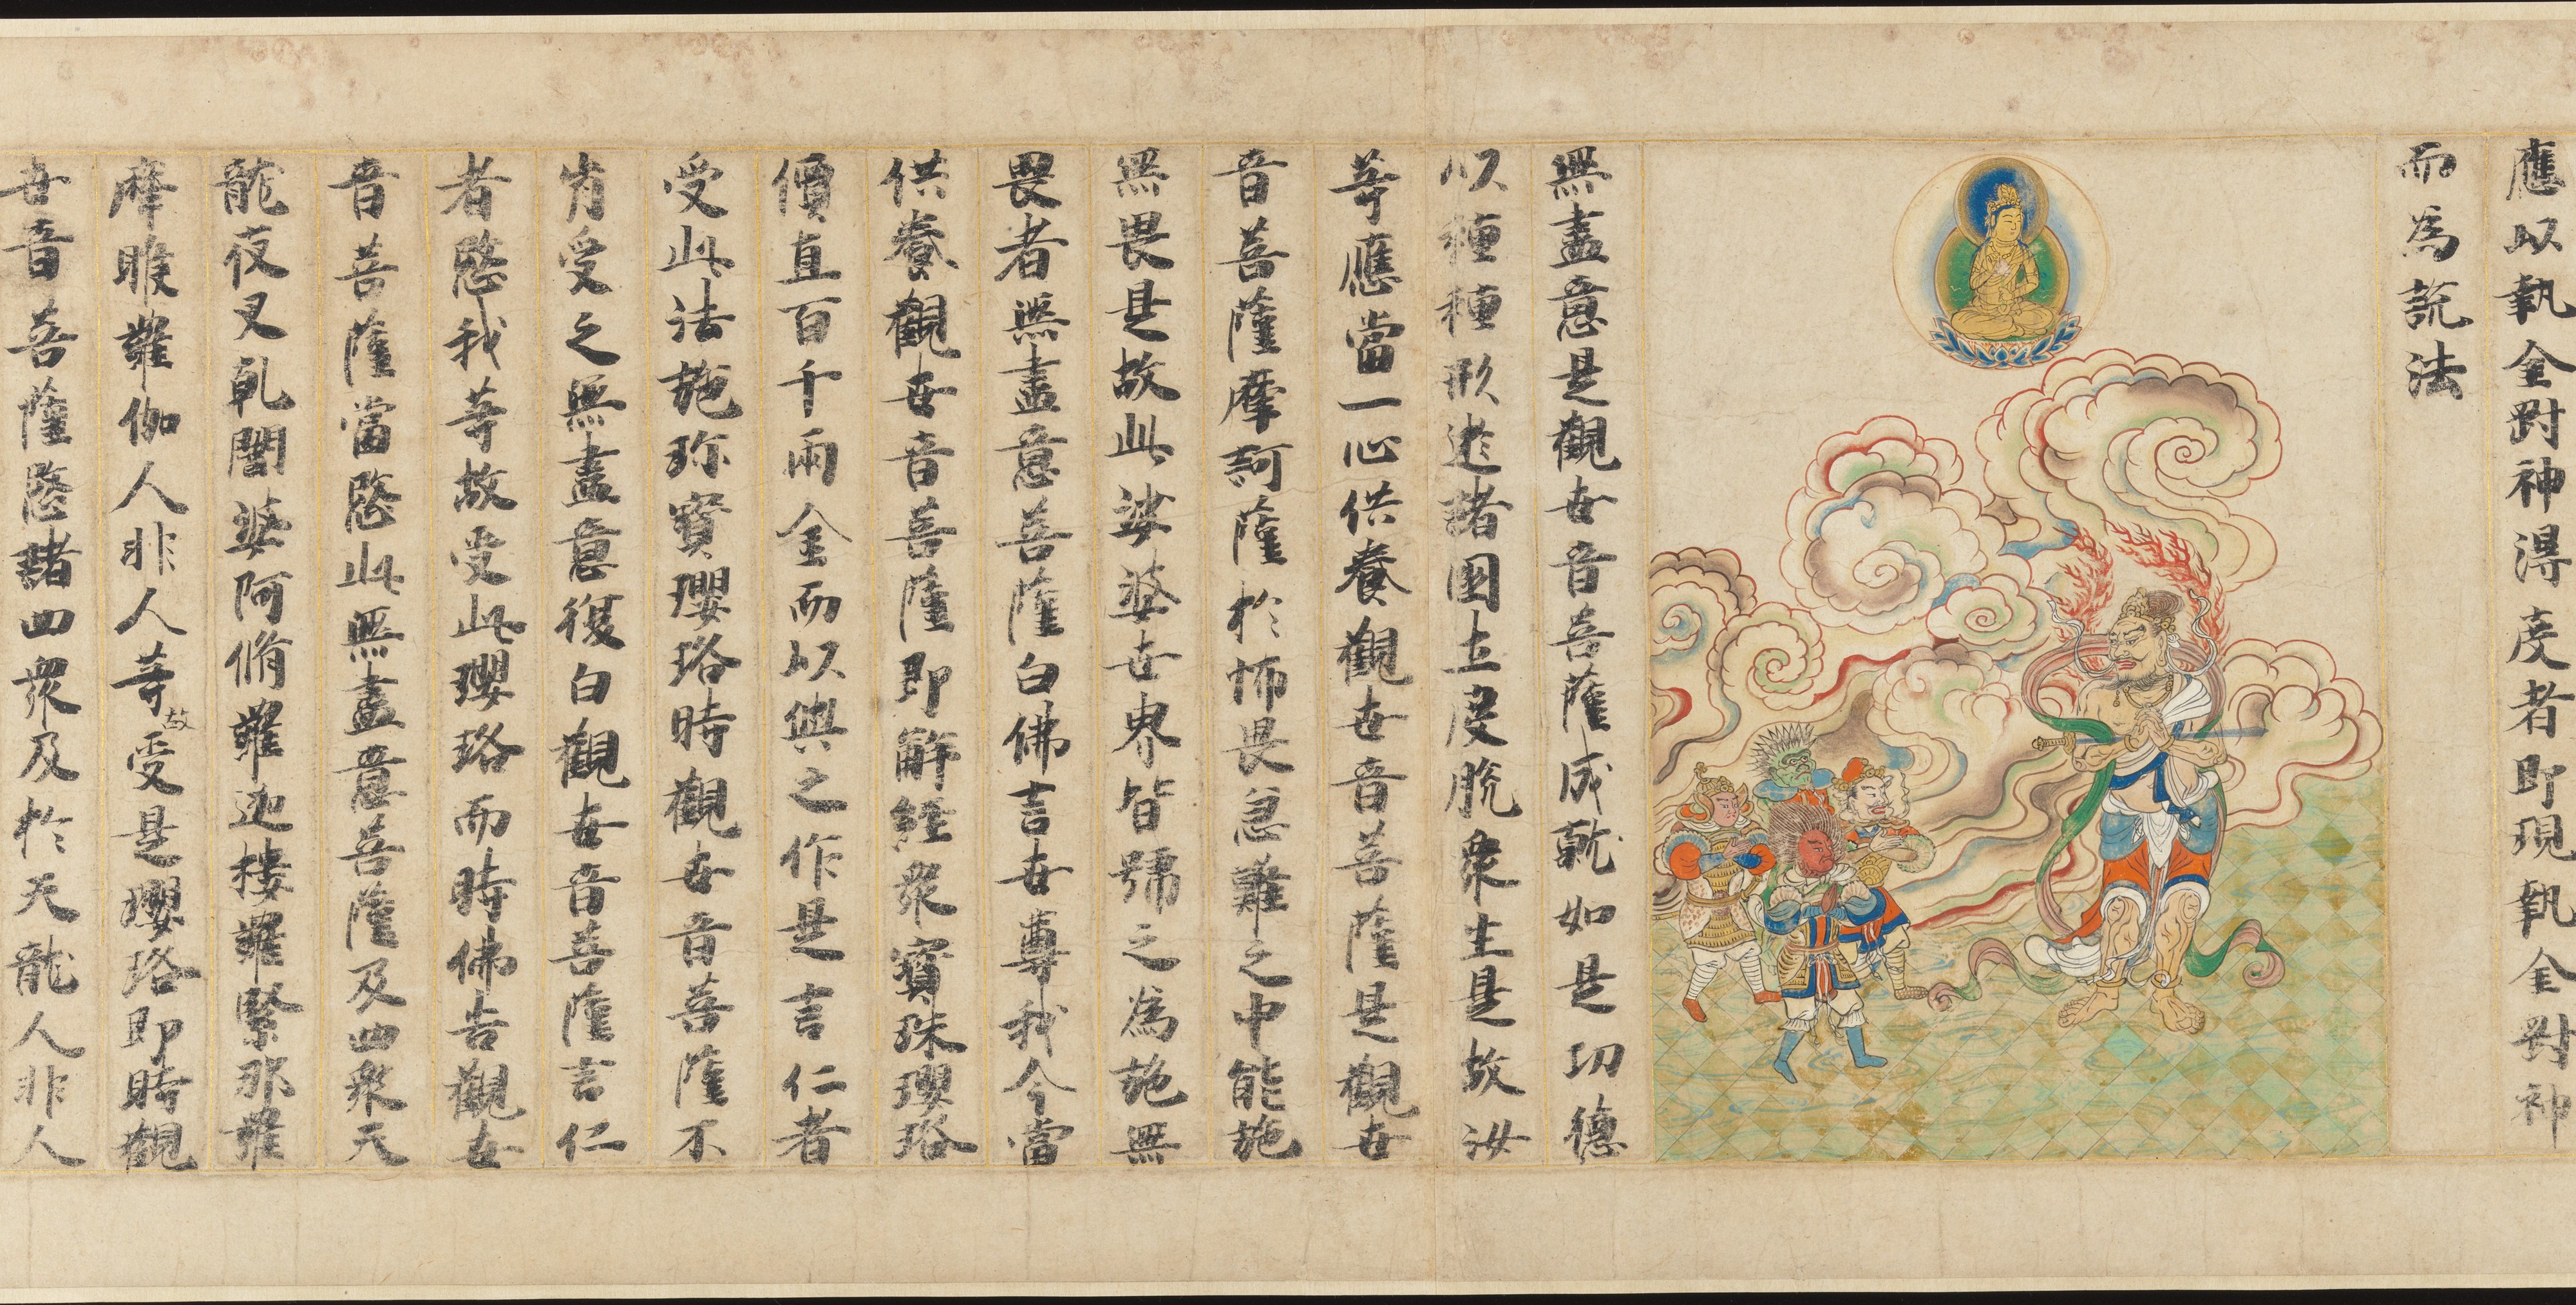 應以執金剛神得度者即現執金剛神
而為說法
無盡意是觀世音菩薩成就如是功德
以種種形遊諸国土度脫衆生是故汝
等應當一心供養觀世音菩薩是觀世
音菩薩摩訶薩於怖畏急難之中能施
無畏是故此娑婆世界皆號之為施無
畏者無盡意菩薩白佛言世尊我今當
供養觀世音菩薩即解經衆寶珠瓔珞
價直百千兩金而以與之作是言仁者
受此法施珎寶瓔珞時觀世音菩薩不
肯受之無盡意復白觀世音菩薩言仁
者愍我等故受此瓔珞而時佛告觀世
音菩薩當愍此無盡意菩薩及四衆天
龍夜叉乹闥婆阿脩羅迦樓羅緊那羅
摩睺羅伽人非人等故受是瓔珞即時觀
世音菩薩愍諸四衆及於天龍人非人